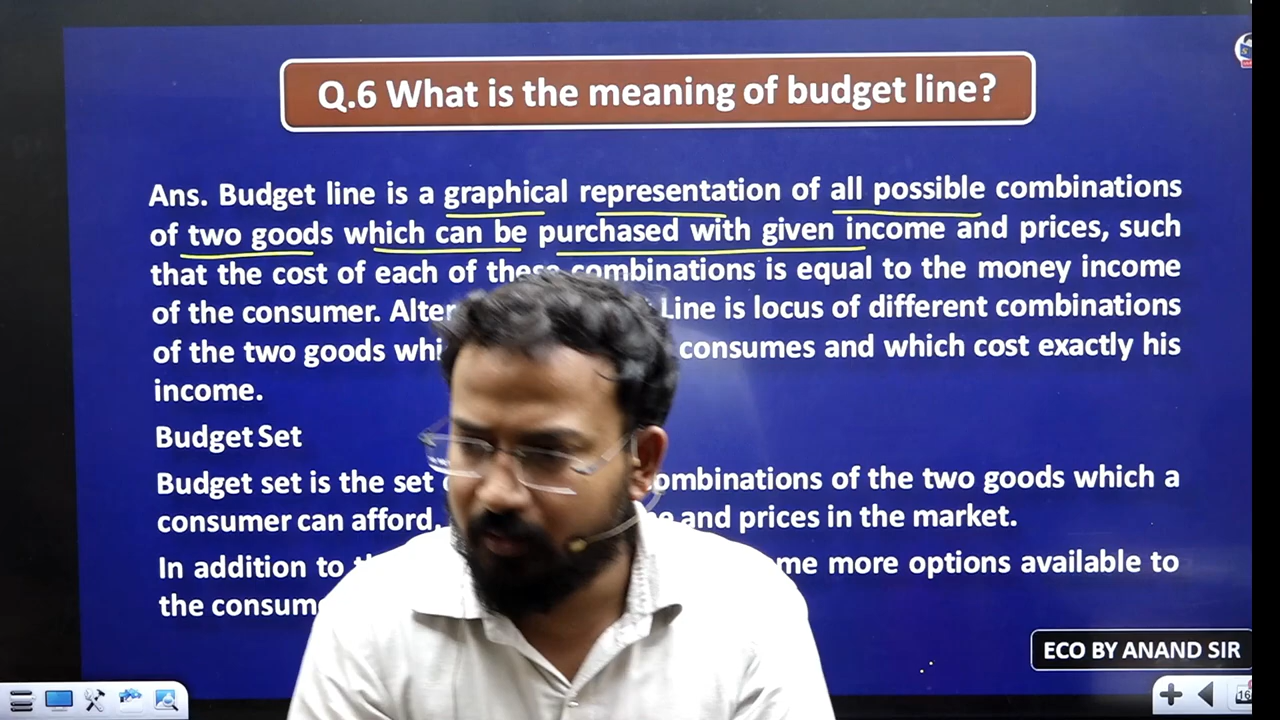 Q.6 What is the meaning of budget line?
Ans. Budget line is a graphical representation of all possible combinations
of two goods which can be purchased with given income and prices, such
that the cost of each of these combinations is equal to the money income
of the consumer. Line is locus of different combinations
of the two goods consumes and which cost exactly his
income.
Budget Set
Budget set is the set combinations of the two goods which a
consumer can afford, and prices in the market.
In addition to more options available to
the
ECO BY ANAND SIR